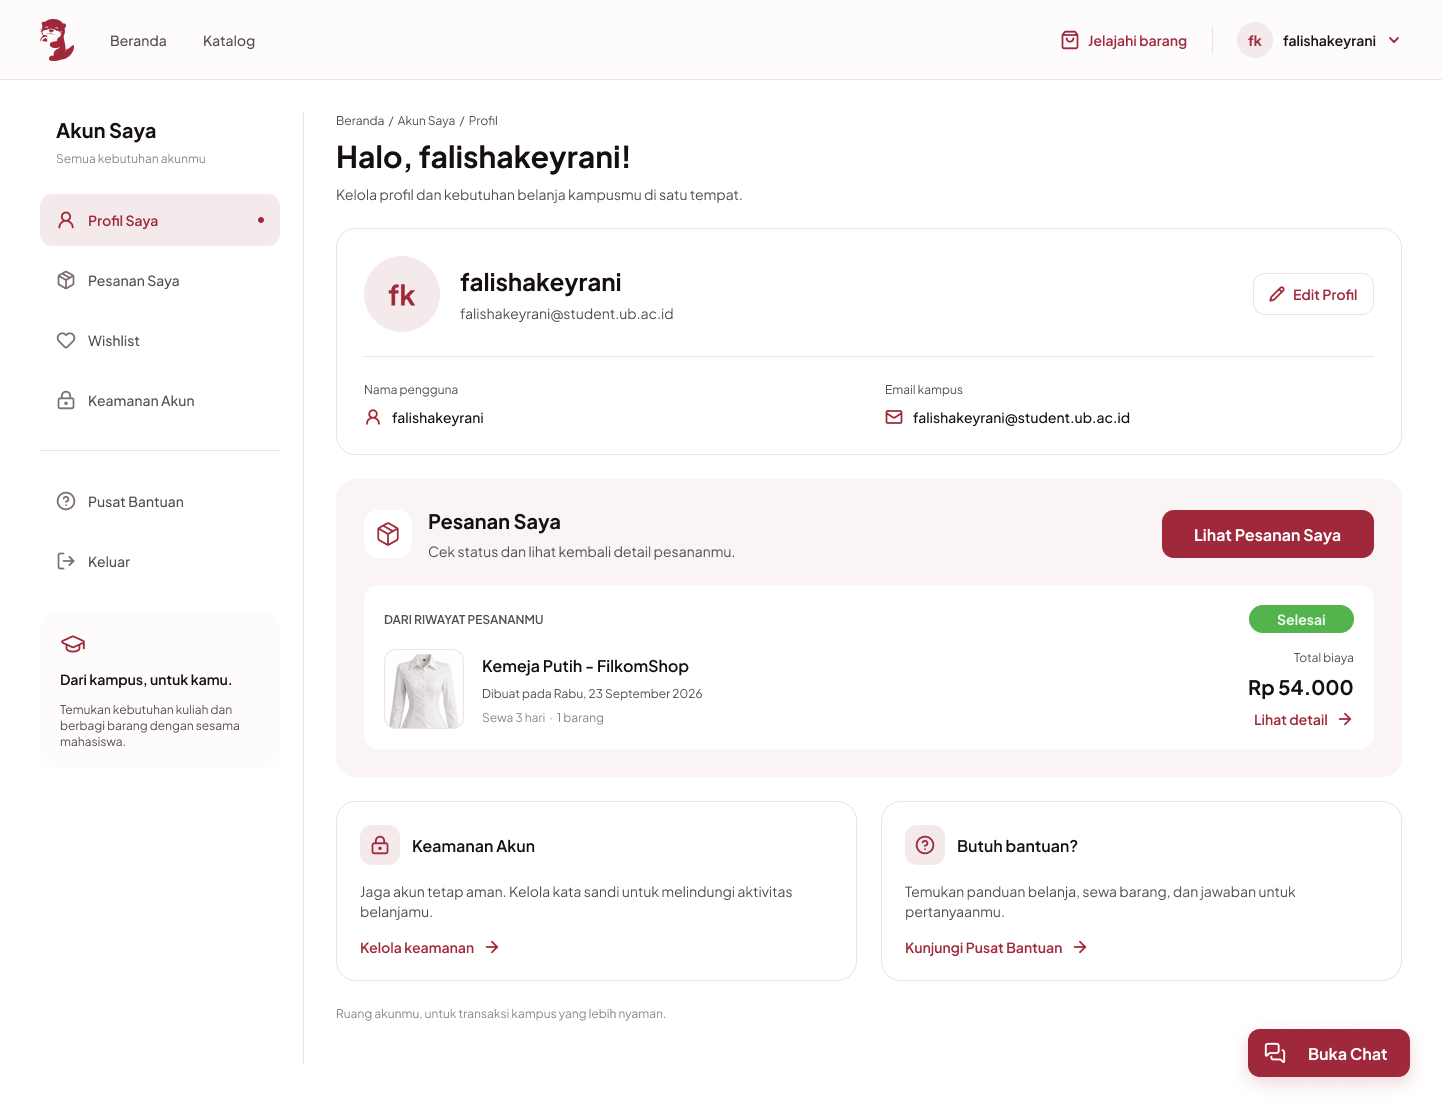 Beranda
Katalog
Jelajahi barang
fk
falishakeyrani
Akun Saya
Semua kebutuhan akunmu
Profil Saya
Pesanan Saya
Wishlist
Keamanan Akun
Pusat Bantuan
Keluar
Dari kampus, untuk kamu.
Temukan kebutuhan kuliah dan
berbagi barang dengan sesama
mahasiswa.
Beranda / Akun Saya / Profil
Halo, falishakeyrani!
Kelola profil dan kebutuhan belanja kampusmu di satu tempat.
fk
falishakeyrani
falishakeyrani@student.ub.ac.id
Edit Profil
Nama pengguna
falishakeyrani
Email kampus
falishakeyrani@student.ub.ac.id
Pesanan Saya
Cek status dan lihat kembali detail pesananmu.
Lihat Pesanan Saya
DARI RIWAYAT PESANANMU
Selesai
Kemeja Putih - FilkomShop
Dibuat pada Rabu, 23 September 2026
Sewa 3 hari · 1 barang
Total biaya
Rp 54.000
Lihat detail
Keamanan Akun
Jaga akun tetap aman. Kelola kata sandi untuk melindungi aktivitas
belanjamu.
Kelola keamanan
Butuh bantuan?
Temukan panduan belanja, sewa barang, dan jawaban untuk
pertanyaanmu.
Kunjungi Pusat Bantuan
Ruang akunmu, untuk transaksi kampus yang lebih nyaman.
Buka Chat